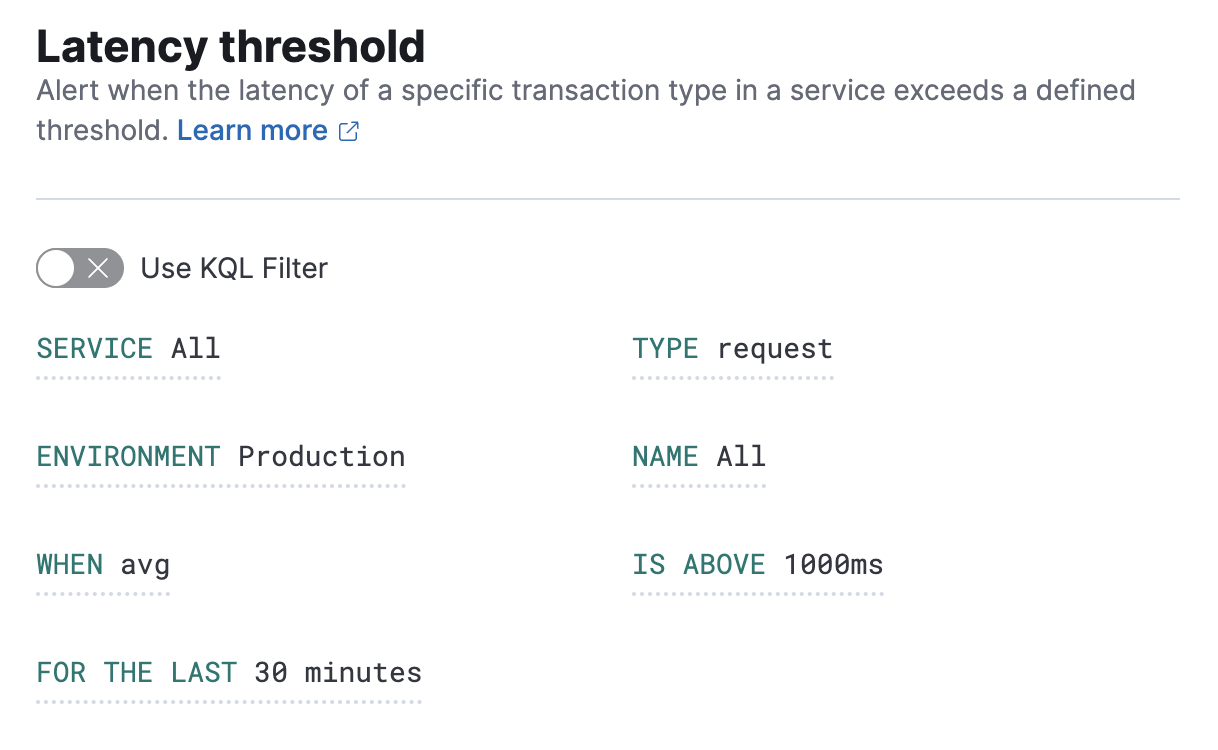 Latency threshold
Alert when the latency of a specific transaction type in a service exceeds a defined
threshold. Learn more
Use KQL Filter
SERVICE All
TYPE request
ENVIRONMENT Production
NAME All
WHEN avg
IS ABOVE 1000ms
FOR THE LAST 30 minutes